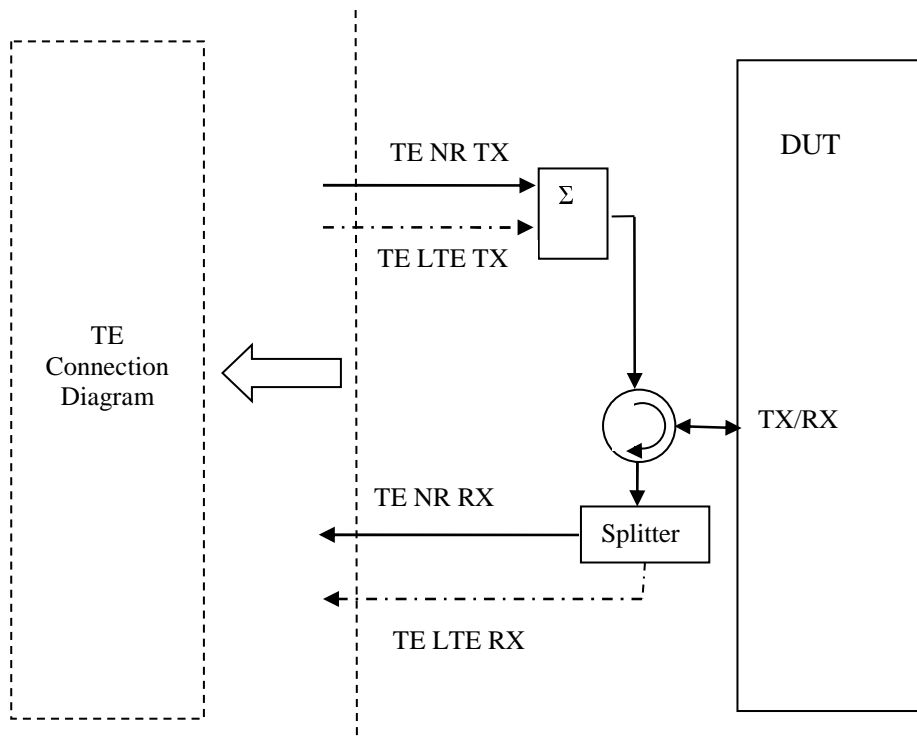 TE
Connection
Diagram
TE NR TX
TE LTE TX
Σ
DUT
TX/RX
TE NR RX
Splitter
TE LTE RX